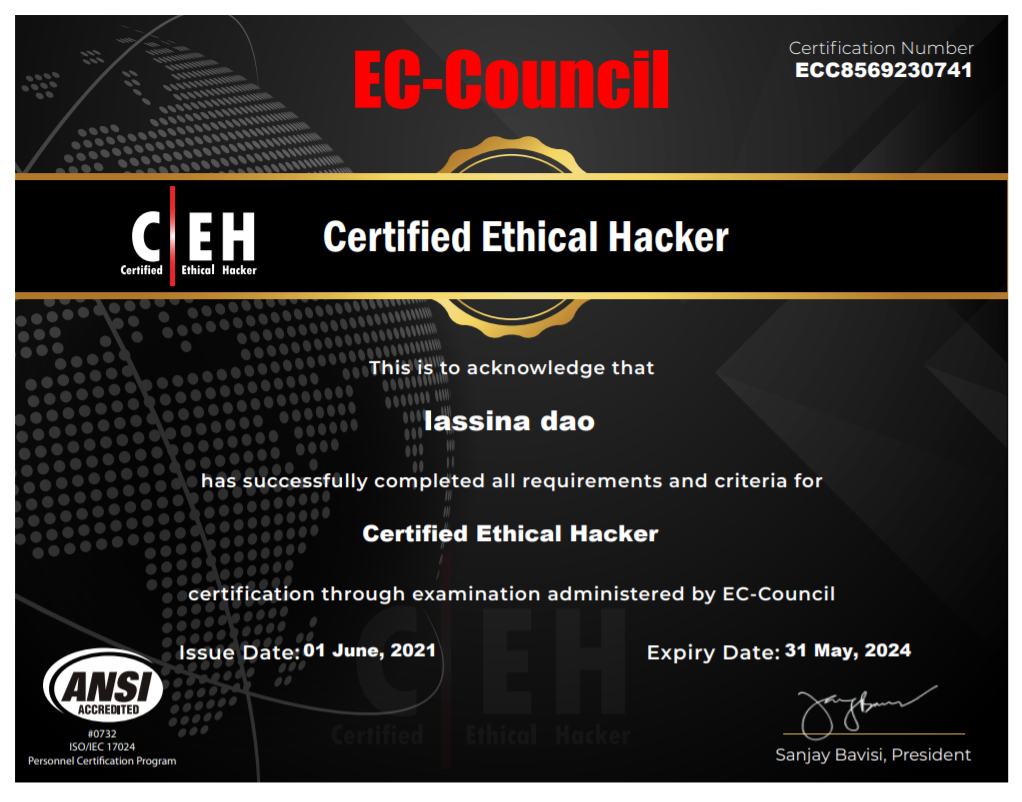 EC-Council
Certification Number
ECC8569230741
C EH
Certified Ethical Hacker
Certified Ethical Hacker
This is to acknowledge that
lassina dao
has successfully completed all requirements and criteria for
Certified Ethical Hacker
certification through examination administered by EC-Council
Issue Date: 01 June, 2021
Expiry Date: 31 May, 2024
C EH
Certified Ethical Hacker
ANSI
ACCREDITED
#0732
ISO/IEC 17024
Personnel Certification Program
Sanjay Bavisi, President